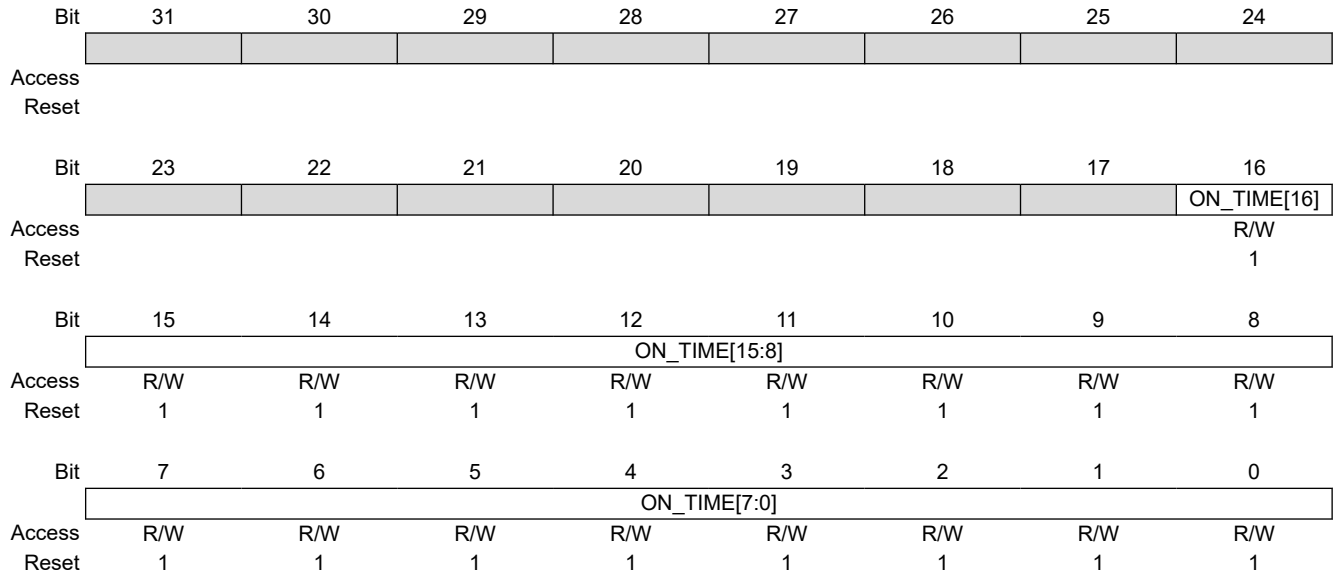 Bit 31 30 29 28 27 26 25 24
Access
Reset
Bit 23 22 21 20 19 18 17 16
ON_TIME[16]
Access R/W
Reset 1
Bit 15 14 13 12 11 10 9 8
ON_TIME[15:8]
Access R/W R/W R/W R/W R/W R/W R/W R/W
Reset 1 1 1 1 1 1 1 1
Bit 7 6 5 4 3 2 1 0
ON_TIME[7:0]
Access R/W R/W R/W R/W R/W R/W R/W R/W
Reset 1 1 1 1 1 1 1 1